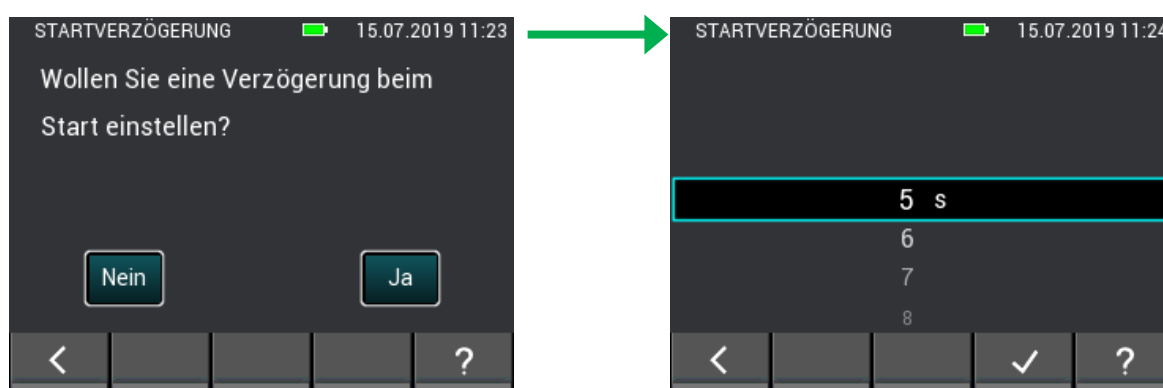 STARTVERZÖGERUNG 15.07.2019 11:23
Wollen Sie eine Verzögerung beim
Start einstellen?
Nein Ja
?
STARTVERZÖGERUNG 15.07.2019 11:24
5 s
6
7
8
?